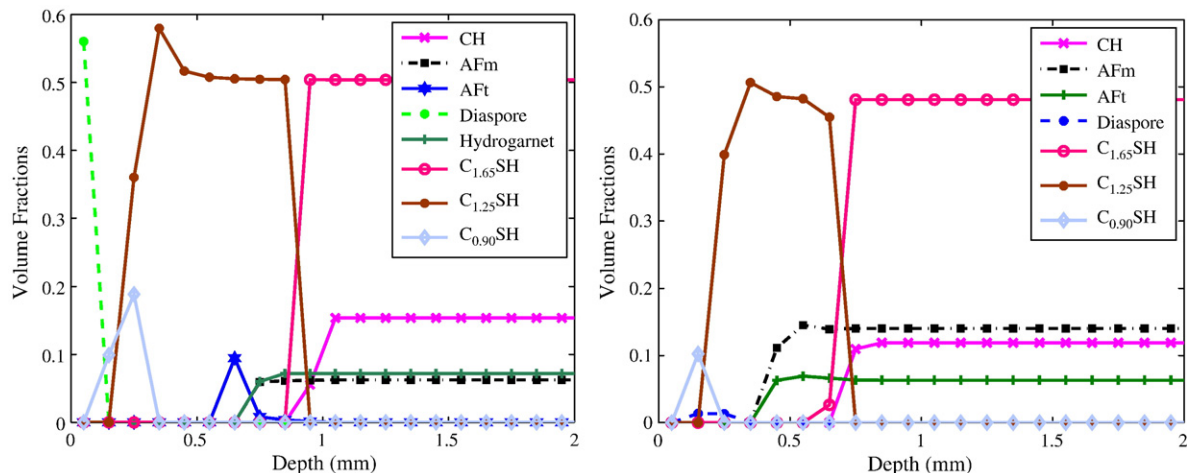 0.6
0.5
0.4
0.3
0.2
0.1
0
Volume Fractions
0
0.5
1
1.5
2
Depth (mm)
CH
AFm
AFt
Diaspore
Hydrogarnet
C1.65SH
C1.25SH
C0.90SH
0.6
0.5
0.4
0.3
0.2
0.1
0
Volume Fractions
0
0.5
1
1.5
2
Depth (mm)
CH
AFm
AFt
Diaspore
C1.65SH
C1.25SH
C0.90SH